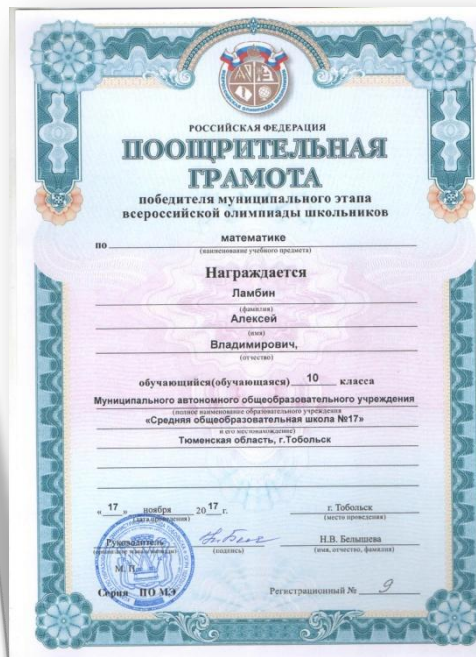 РОССИЙСКАЯ ФЕДЕРАЦИЯ
ПООЩРИТЕЛЬНАЯ
ГРАМОТА
победителя муниципального этапа
всероссийской олимпиады школьников
по математике
(наименование учебного предмета)
Награждается
Ламбин
(фамилия)
Алексей
(имя)
Владимирович,
(отчество)
обучающийся(обучающаяся) 10 класса
Муниципального автономного общеобразовательного учреждения
(полное наименование образовательного учреждения
«Средняя общеобразовательная школа №17»
и его местонахождение)
Тюменская область, г.Тобольск
« 17 » ноября 20 17 г. г. Тобольск
(дата проведения) (место проведения)
Руководитель Н.В. Белышева
(подпись) (имя, отчество, фамилия)
М. П.
Серия ПО МЭ Регистрационный № 9